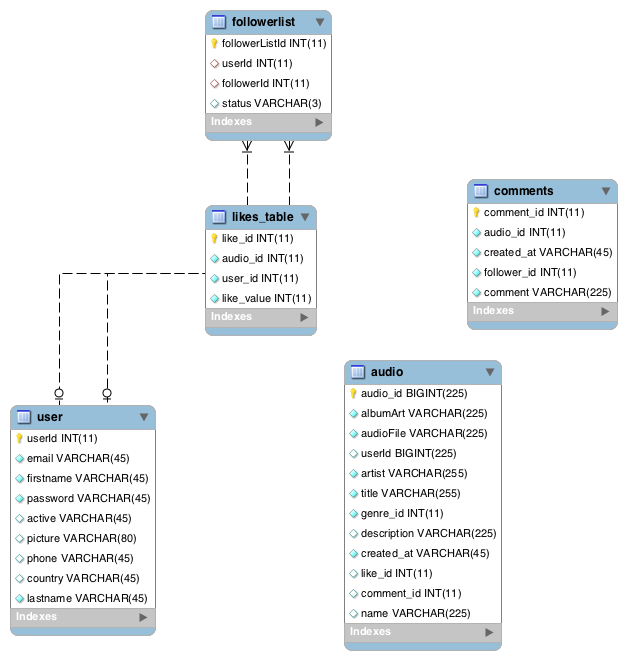 followerlist
followerListId INT(11)
userId INT(11)
followerId INT(11)
status VARCHAR(3)
Indexes
likes_table
like_id INT(11)
audio_id INT(11)
user_id INT(11)
like_value INT(11)
Indexes
comments
comment_id INT(11)
audio_id INT(11)
created_at VARCHAR(45)
follower_id INT(11)
comment VARCHAR(225)
Indexes
user
userId INT(11)
email VARCHAR(45)
firstname VARCHAR(45)
password VARCHAR(45)
active VARCHAR(45)
picture VARCHAR(80)
phone VARCHAR(45)
country VARCHAR(45)
lastname VARCHAR(45)
Indexes
audio
audio_id BIGINT(225)
albumArt VARCHAR(225)
audioFile VARCHAR(225)
userId BIGINT(225)
artist VARCHAR(255)
title VARCHAR(255)
genre_id INT(11)
description VARCHAR(225)
created_at VARCHAR(45)
like_id INT(11)
comment_id INT(11)
name VARCHAR(225)
Indexes